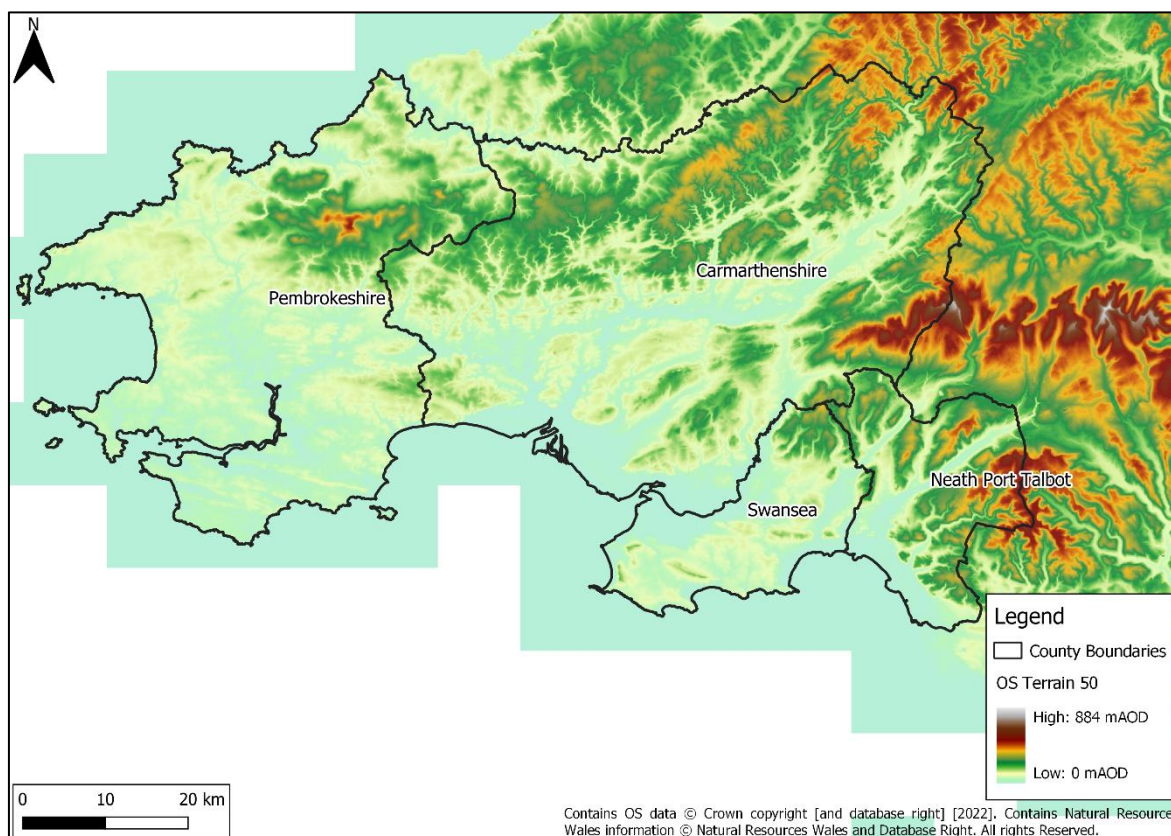 N
Pembrokeshire
Carmarthenshire
Swansea
Neath Port Talbot
Legend
County Boundaries
OS Terrain 50
High: 884 mAOD
Low: 0 mAOD
0 10 20 km
Contains OS data © Crown copyright [and database right] [2022]. Contains Natural Resource
Wales information © Natural Resources Wales and Database Right. All rights Reserved.